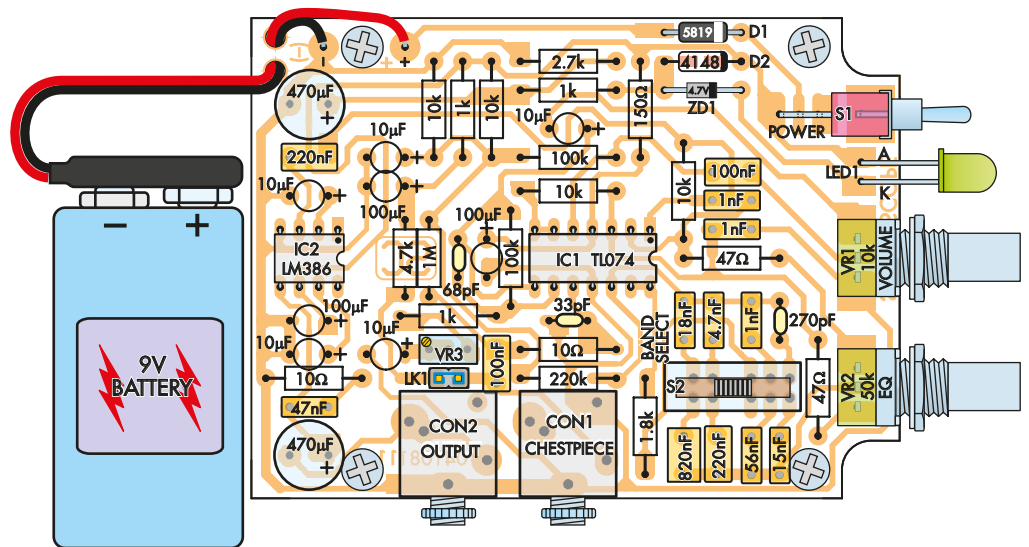 5819 D1
4148 D2
4.7V
ZD1
2.7k
1k
470µF
+
10k
1k
10k
150Ω
10µF
+
S1
POWER
220nF
10µF
+
100k
A
LED1
K
10µF
+
100µF
+
10k
10k
100nF
1nF
1nF
−
+
100µF
+
IC2
LM386
4.7k
1M
68pF
100k
IC1 TL074
47Ω
VR1
10k
VOLUME
100µF
+
1k
33pF
18nF
4.7nF
1nF
270pF
10µF
+
10µF
+
VR3
100nF
10Ω
BAND
SELECT
9V
BATTERY
10Ω
LK1
220k
S2
47Ω
VR2
50k
EQ
47nF
CON2
OUTPUT
CON1
CHESTPIECE
1.8k
470µF
+
820nF
220nF
56nF
15nF